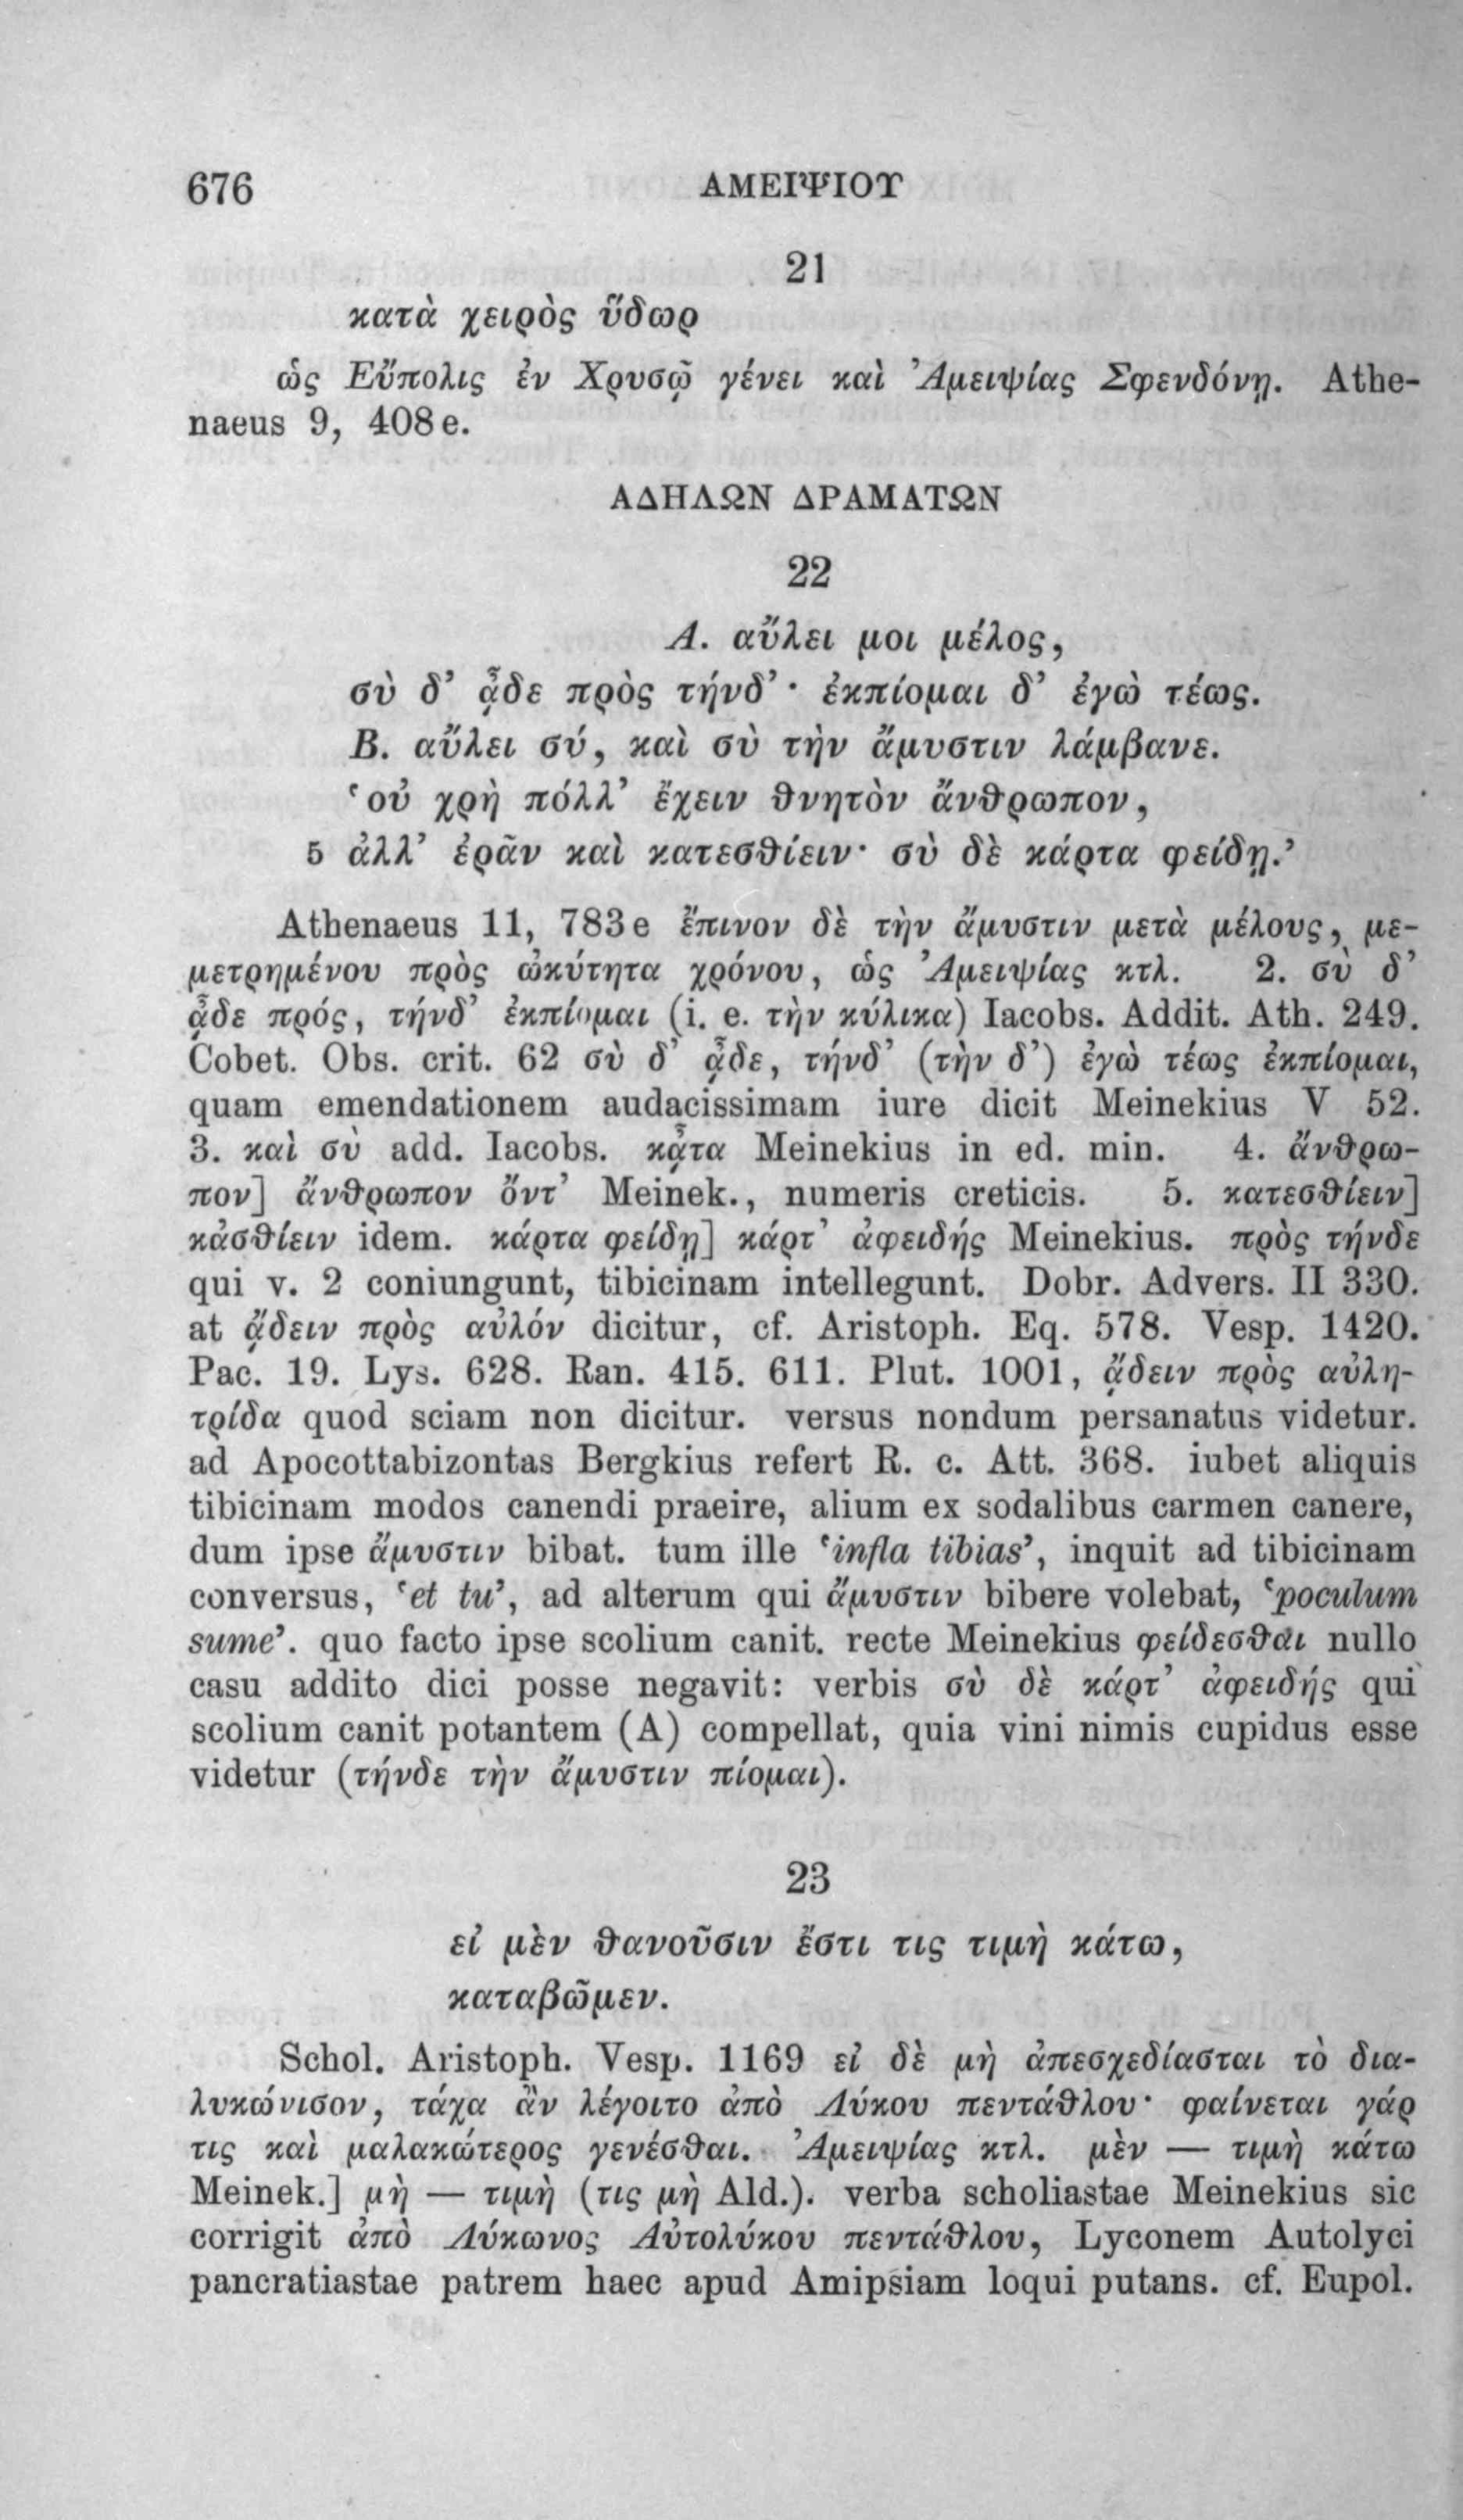 676 ΑΜΕΙΨΙΟΥ
21
κατὰ χειρὸς ὕδωρ
ὡς Εὔπολις ἐν Χρυσῷ γένει καὶ Ἀμειψίας Σφενδόνῃ. Athe-
naeus 9, 408 e.
ΑΔΗΛΩΝ ΔΡΑΜΑΤΩΝ
22
Α. αὔλει μοι μέλος,
σὺ δ’ ᾆδε πρὸς τήνδ’· ἐκπίομαι δ’ ἐγὼ τέως.
Β. αὔλει σύ, καὶ σὺ τὴν ἄμυστιν λάμβανε.
‘οὐ χρὴ πόλλ’ ἔχειν θνητὸν ἄνθρωπον,
5 ἀλλ’ ἐρᾶν καὶ κατεσθίειν· σὺ δὲ κάρτα φείδῃ.’
Athenaeus 11, 783 e ἔπινον δὲ τὴν ἄμυστιν μετὰ μέλους, με-
μετρημένου πρὸς ὠκύτητα χρόνου, ὡς Ἀμειψίας κτλ. 2. σὺ δ’
ᾆδε πρός, τήνδ’ ἐκπίομαι (i. e. τὴν κύλικα) Iacobs. Addit. Ath. 249.
Cobet. Obs. crit. 62 σὺ δ’ ᾆδε, τήνδ’ (τὴν δ’) ἐγὼ τέως ἐκπίομαι,
quam emendationem audacissimam iure dicit Meinekius V 52.
3. καὶ σὺ add. Iacobs. κᾆτα Meinekius in ed. min. 4. ἄνθρω-
πον] ἄνθρωπον ὄντ’ Meinek., numeris creticis. 5. κατεσθίειν]
κἀσθίειν idem. κάρτα φείδῃ] κάρτ’ ἀφειδής Meinekius. πρὸς τήνδε
qui v. 2 coniungunt, tibicinam intellegunt. Dobr. Advers. II 330.
at ᾄδειν πρὸς αὐλόν dicitur, cf. Aristoph. Eq. 578. Vesp. 1420.
Pac. 19. Lys. 628. Ran. 415. 611. Plut. 1001, ᾄδειν πρὸς αὐλη-
τρίδα quod sciam non dicitur. versus nondum persanatus videtur.
ad Apocottabizontas Bergkius refert R. c. Att. 368. iubet aliquis
tibicinam modos canendi praeire, alium ex sodalibus carmen canere,
dum ipse ἄμυστιν bibat. tum ille ‘infla tibias’, inquit ad tibicinam
conversus, ‘et tu’, ad alterum qui ἄμυστιν bibere volebat, ‘poculum
sume’. quo facto ipse scolium canit. recte Meinekius φείδεσθαι nullo
casu addito dici posse negavit: verbis σὺ δὲ κάρτ’ ἀφειδής qui
scolium canit potantem (A) compellat, quia vini nimis cupidus esse
videtur (τήνδε τὴν ἄμυστιν πίομαι).
23
εἰ μὲν θανοῦσιν ἔστι τις τιμὴ κάτω,
καταβῶμεν.
Schol. Aristoph. Vesp. 1169 εἰ δὲ μὴ ἀπεσχεδίασται τὸ δια-
λυκώνισον, τάχα ἂν λέγοιτο ἀπὸ Λύκου πεντάθλου· φαίνεται γάρ
τις καὶ μαλακώτερος γενέσθαι. Ἀμειψίας κτλ. μὲν — τιμὴ κάτω
Meinek.] μὴ — τιμὴ (τις μὴ Ald.). verba scholiastae Meinekius sic
corrigit ἀπὸ Λύκωνος Αὐτολύκου πεντάθλου, Lyconem Autolyci
pancratiastae patrem haec apud Amipsiam loqui putans. cf. Eupol.